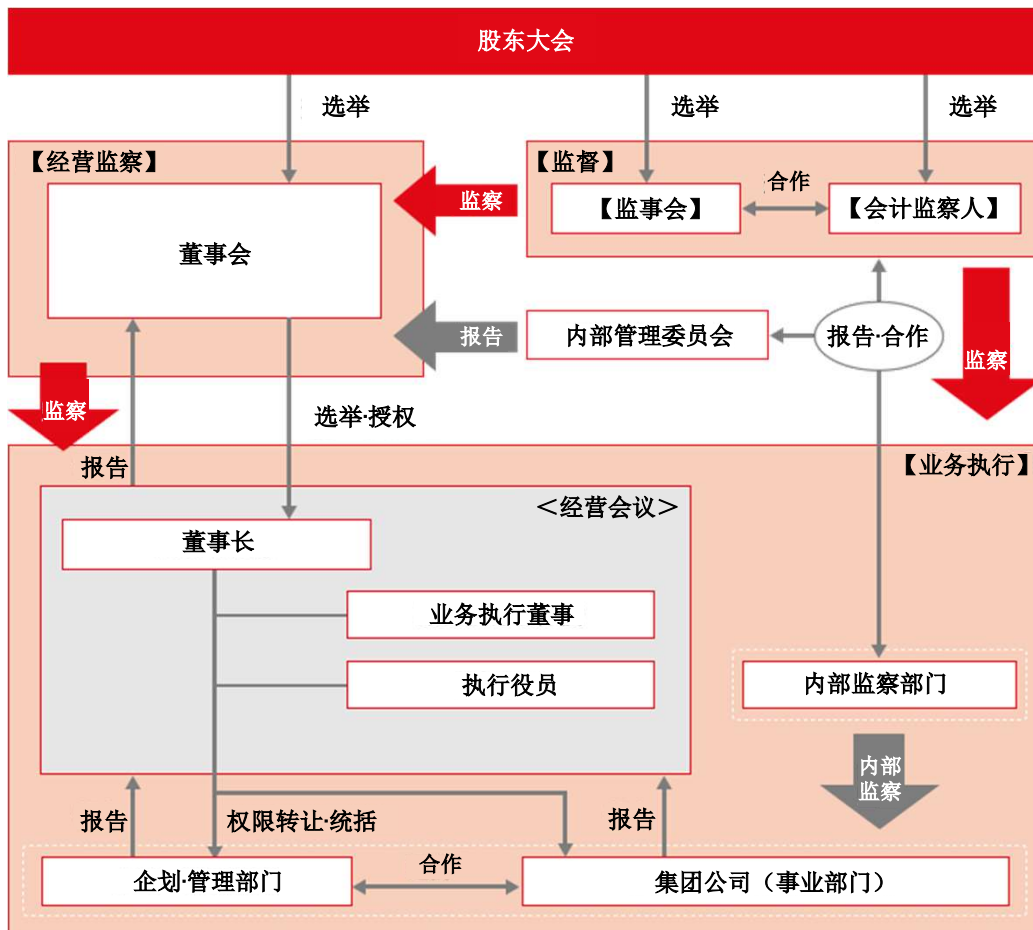 股东大会
选举
选举
选举
【经营监察】
【监督】
董事会
监察
【监事会】
合作
【会计监察人】
报告
内部管理委员会
报告·合作
监察
监察
选举·授权
报告
【业务执行】
＜经营会议＞
董事长
业务执行董事
执行役员
内部监察部门
内部
监察
报告
权限转让·统括
报告
企划·管理部门
合作
集团公司（事业部门）